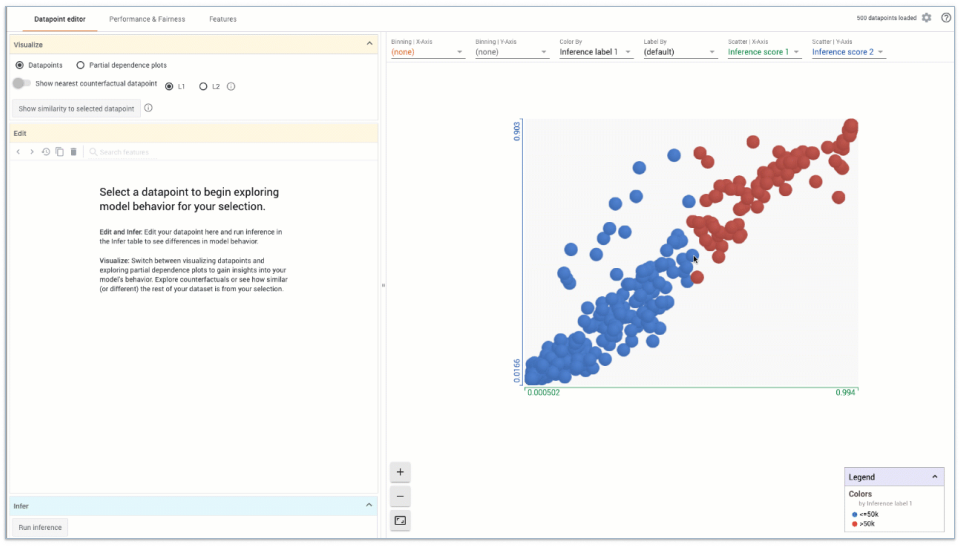 Datapoint editor
Performance & Fairness
Features
500 datapoints loaded
Visualize
Datapoints
Partial dependence plots
Show nearest counterfactual datapoint
L1
L2
Show similarity to selected datapoint
Edit
Search features
Select a datapoint to begin exploring
model behavior for your selection.
Edit and Infer: Edit your datapoint here and run inference in
the Infer table to see differences in model behavior.
Visualize: Switch between visualizing datapoints and
exploring partial dependence plots to gain insights into your
model's behavior. Explore counterfactuals or see how similar
(or different) the rest of your dataset is from your selection.
Infer
Run inference
Binning | X-Axis
(none)
Binning | Y-Axis
(none)
Color By
Inference label 1
Label By
(default)
Scatter | X-Axis
Inference score 1
Scatter | Y-Axis
Inference score 2
0.903
0.0166
0.000502
0.994
Legend
Colors
by Inference label 1
<=50k
>50k